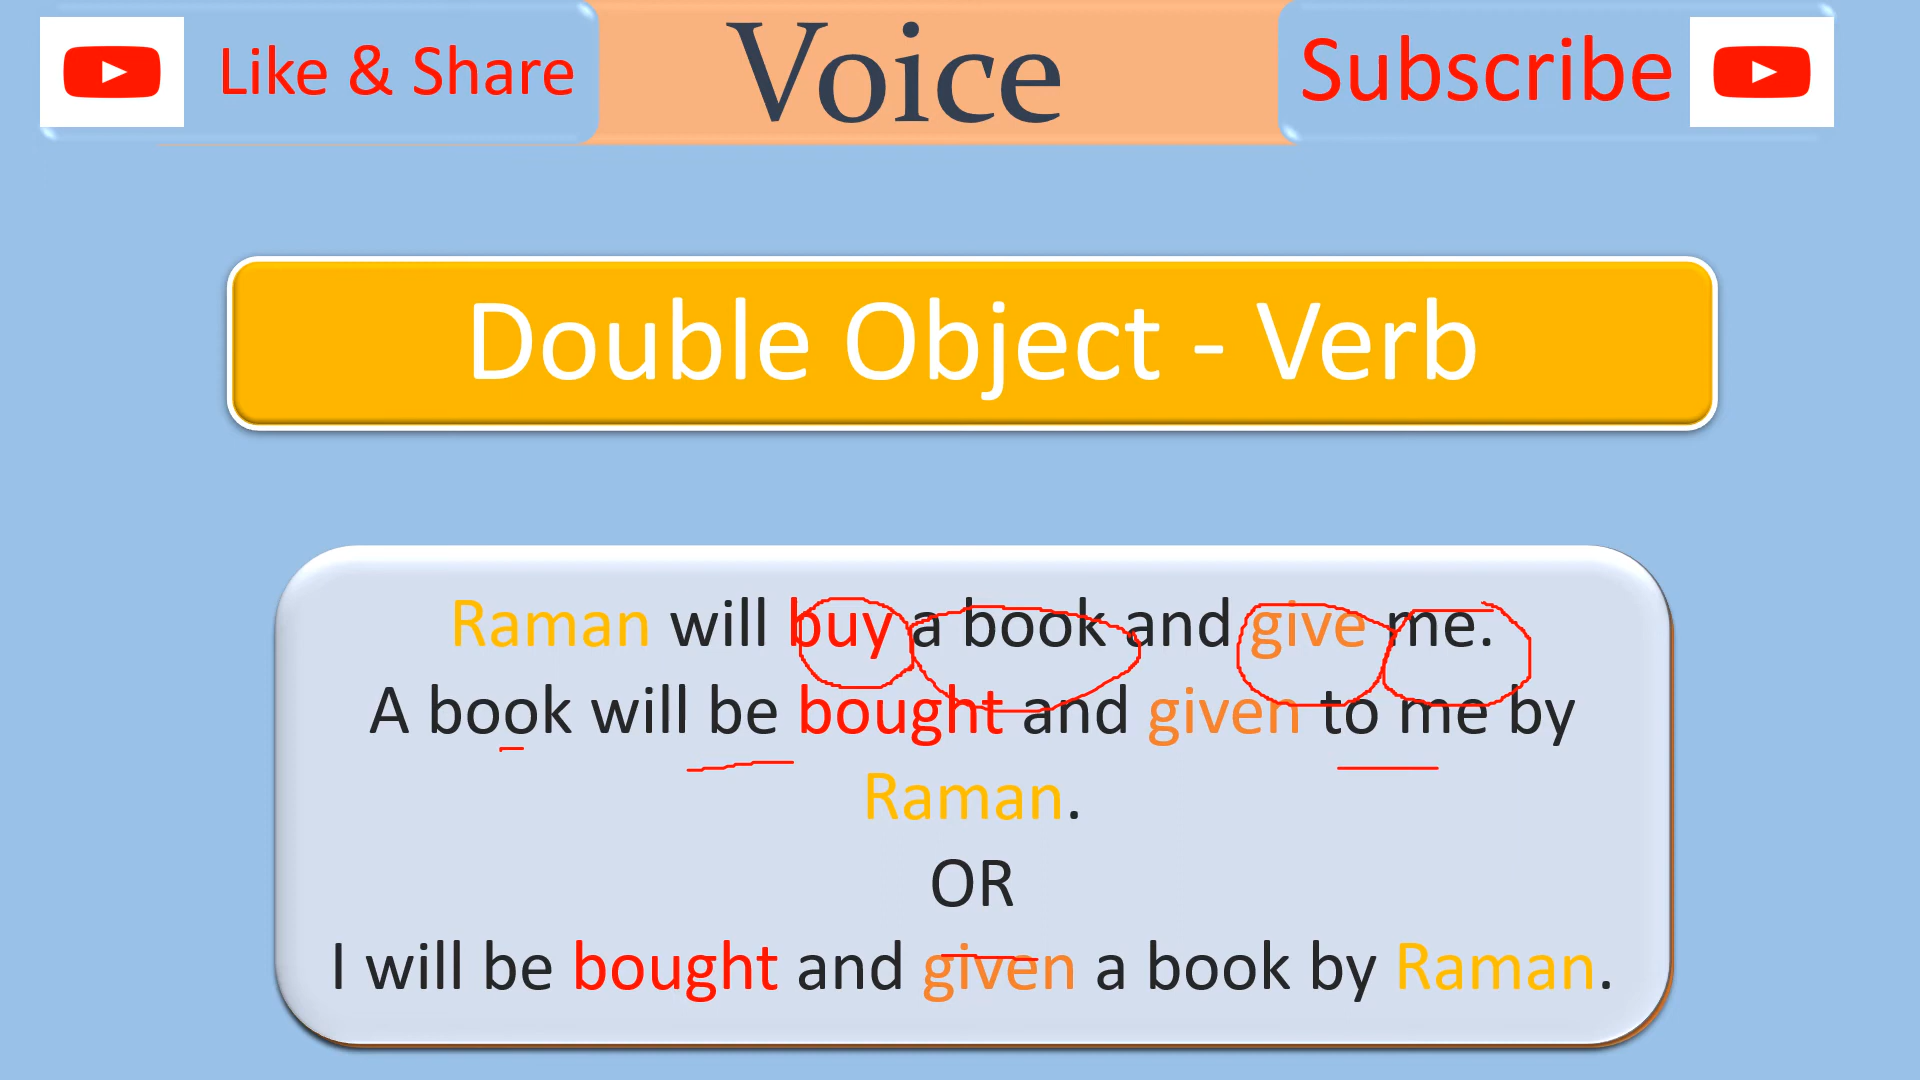 Like & Share
Voice
Subscribe
Double Object - Verb
Raman will buy a book and give me.
A book will be bought and given to me by
Raman.
OR
I will be bought and given a book by Raman.